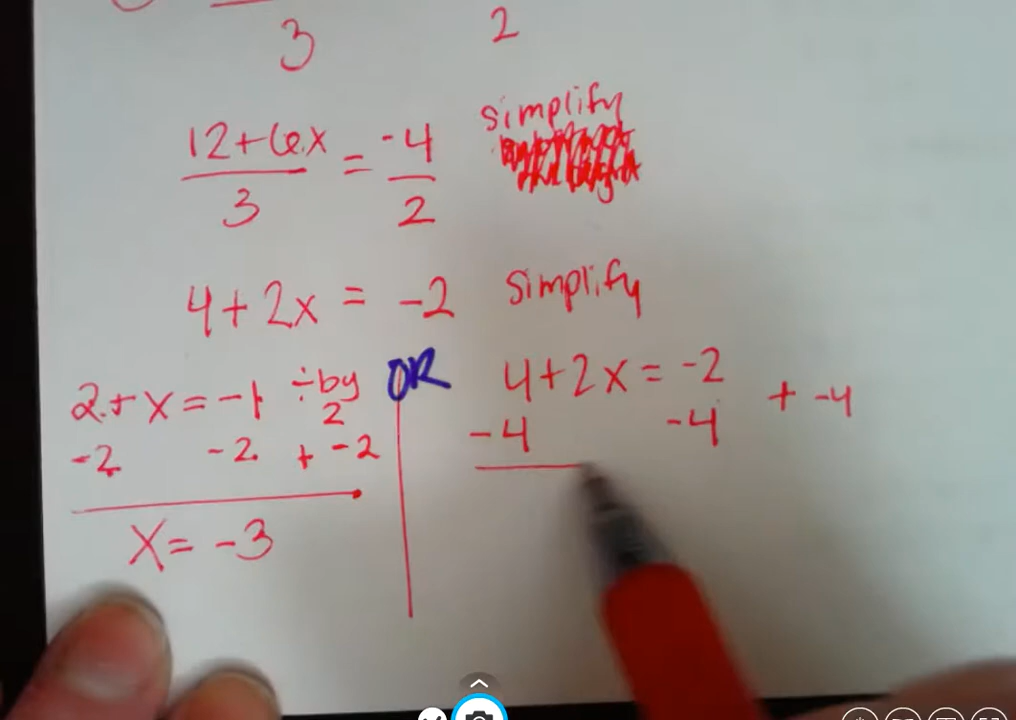 3 2
12+6x = -4 simplify
3 2
4+2x = -2 simplify
2+x=-1 ÷by 2
-2 -2 + -2
x= -3
OR
4+2x = -2
-4 -4 + -4